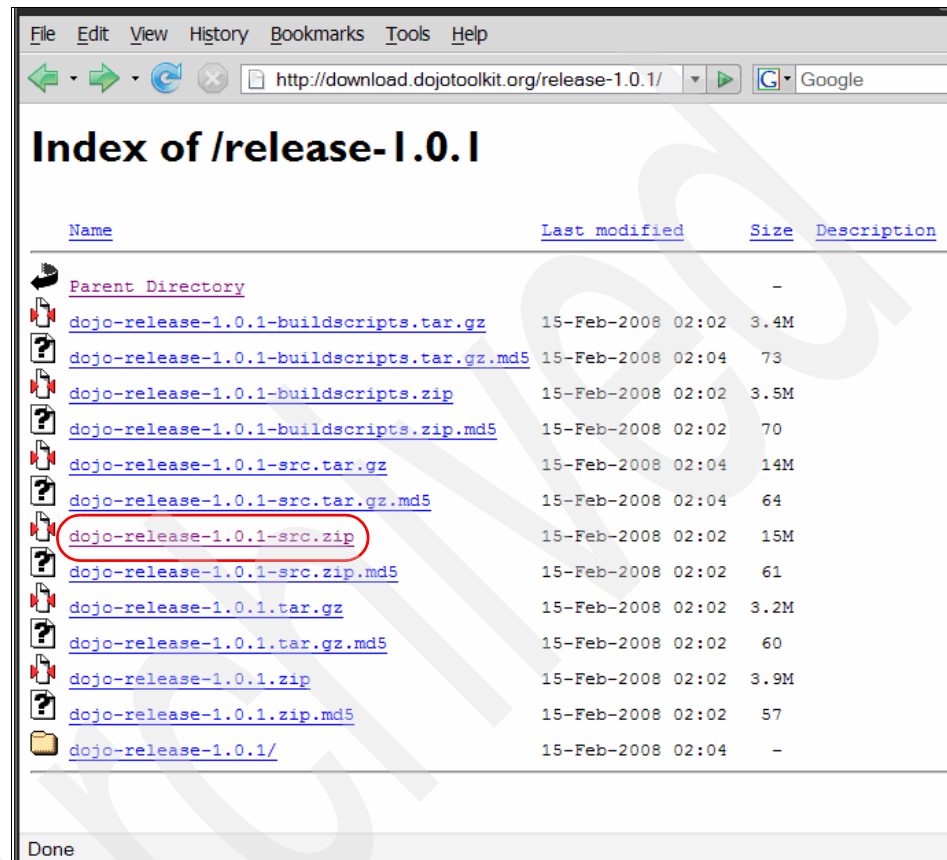 File Edit View History Bookmarks Tools Help
http://download.dojotoolkit.org/release-1.0.1/ G Google
Index of /release-1.0.1
Name Last modified Size Description
Parent Directory -
dojo-release-1.0.1-buildscripts.tar.gz 15-Feb-2008 02:02 3.4M
dojo-release-1.0.1-buildscripts.tar.gz.md5 15-Feb-2008 02:04 73
dojo-release-1.0.1-buildscripts.zip 15-Feb-2008 02:02 3.5M
dojo-release-1.0.1-buildscripts.zip.md5 15-Feb-2008 02:02 70
dojo-release-1.0.1-src.tar.gz 15-Feb-2008 02:04 14M
dojo-release-1.0.1-src.tar.gz.md5 15-Feb-2008 02:04 64
dojo-release-1.0.1-src.zip 15-Feb-2008 02:02 15M
dojo-release-1.0.1-src.zip.md5 15-Feb-2008 02:02 61
dojo-release-1.0.1.tar.gz 15-Feb-2008 02:02 3.2M
dojo-release-1.0.1.tar.gz.md5 15-Feb-2008 02:02 60
dojo-release-1.0.1.zip 15-Feb-2008 02:02 3.9M
dojo-release-1.0.1.zip.md5 15-Feb-2008 02:02 57
dojo-release-1.0.1/ 15-Feb-2008 02:04 -
Done
rchived